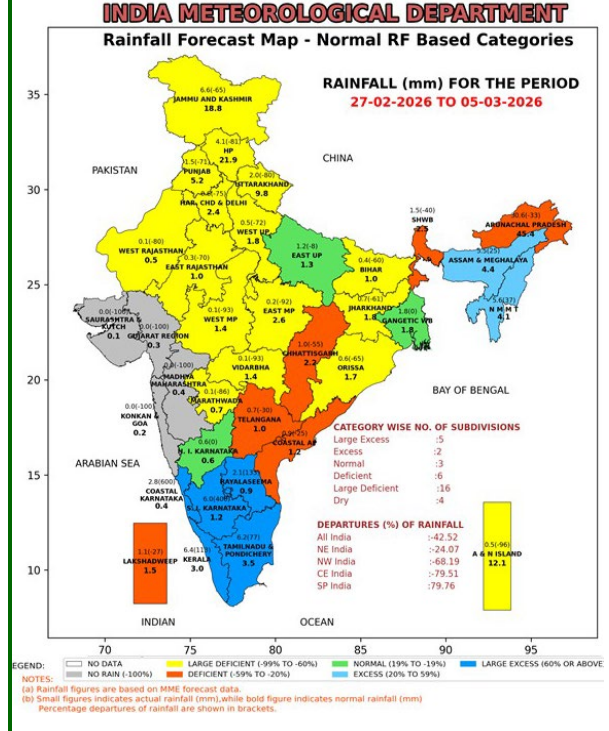 INDIA METEOROLOGICAL DEPARTMENT
Rainfall Forecast Map - Normal RF Based Categories
RAINFALL (mm) FOR THE PERIOD
27-02-2026 TO 05-03-2026
35
30
25
20
15
10
6.6(-65)
JAMMU AND KASHMIR
18.8
4.1(-81)
HP
21.9
CHINA
PAKISTAN
1.5(-71)
PUNJAB
5.2
2.0(-80)
UTTARAKHAND
9.8
HAR. CHD & DELHI
2.4
0.5(-72)
WEST UP
1.8
1.5(-40)
SHWB
2.5
ARUNACHAL PRADESH
45.4
0.1(-80)
WEST RAJASTHAN
0.5
0.3(-70)
EAST RAJASTHAN
1.0
1.2(-8)
EAST UP
1.3
0.4(-60)
BIHAR
1.0
ASSAM & MEGHALAYA
4.4
5.6(37)
N M M T
4.1
SAURASHTRA &
KUTCH
0.1
0.0(-100)
GUJARAT REGION
0.3
0.1(-93)
WEST MP
1.4
0.2(-92)
EAST MP
2.6
0.7(-61)
JHARKHAND
1.8
1.8(0)
GANGETIC WB
1.8
MADHYA
MAHARASHTRA
0.4
0.1(-93)
VIDARBHA
1.4
1.0(-55)
CHHATTISGARH
2.2
0.6(-65)
ORISSA
1.7
0.1(-86)
MARATHWADA
0.7
BAY OF BENGAL
0.0(-100)
KONKAN &
GOA
0.2
0.7(-30)
TELANGANA
1.0
0.9(-25)
COASTAL AP
1.2
0.6(0)
N. I. KARNATAKA
0.6
ARABIAN SEA
2.8(600)
COASTAL
KARNATAKA
0.4
RAYALASEEMA
0.9
S. I. KARNATAKA
1.2
6.2(77)
TAMILNADU &
PONDICHERY
3.5
KERALA
3.0
1.1(-27)
LAKSHADWEEP
1.5
0.5(-96)
A & N ISLAND
12.1
INDIAN OCEAN
CATEGORY WISE NO. OF SUBDIVISIONS
Large Excess :5
Excess :2
Normal :3
Deficient :6
Large Deficient :16
Dry :4
DEPARTURES (%) OF RAINFALL
All India :-42.52
NE India :-24.07
NW India :-68.19
CE India :-79.51
SP India :79.76
70 75 80 85 90 95
EGEND:
NO DATA LARGE DEFICIENT (-99% TO -60%) NORMAL (19% TO -19%) LARGE EXCESS (60% OR ABOVE)
NO RAIN (-100%) DEFICIENT (-59% TO -20%) EXCESS (20% TO 59%)
NOTES:
(a) Rainfall figures are based on MME forecast data.
(b) Small figures indicates actual rainfall (mm),while bold figure indicates normal rainfall (mm)
Percentage departures of rainfall are shown in brackets.